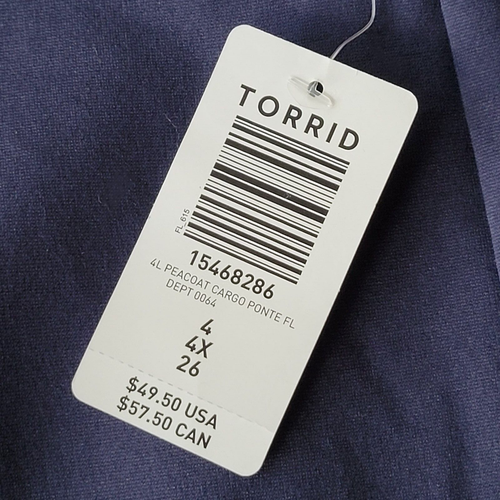 TORRID
FL 615
15468286
4L PEACOAT CARGO PONTE FL
DEPT 0064
4
4X
26
$49.50 USA
$57.50 CAN